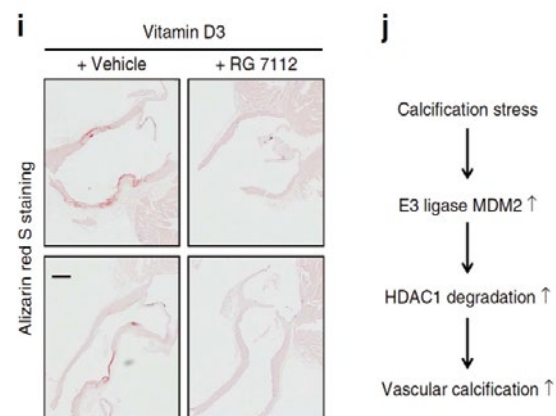 i
Vitamin D3
+ Vehicle
+ RG 7112
Alizarin red S staining
j
Calcification stress
E3 ligase MDM2 ↑
HDAC1 degradation ↑
Vascular calcification ↑